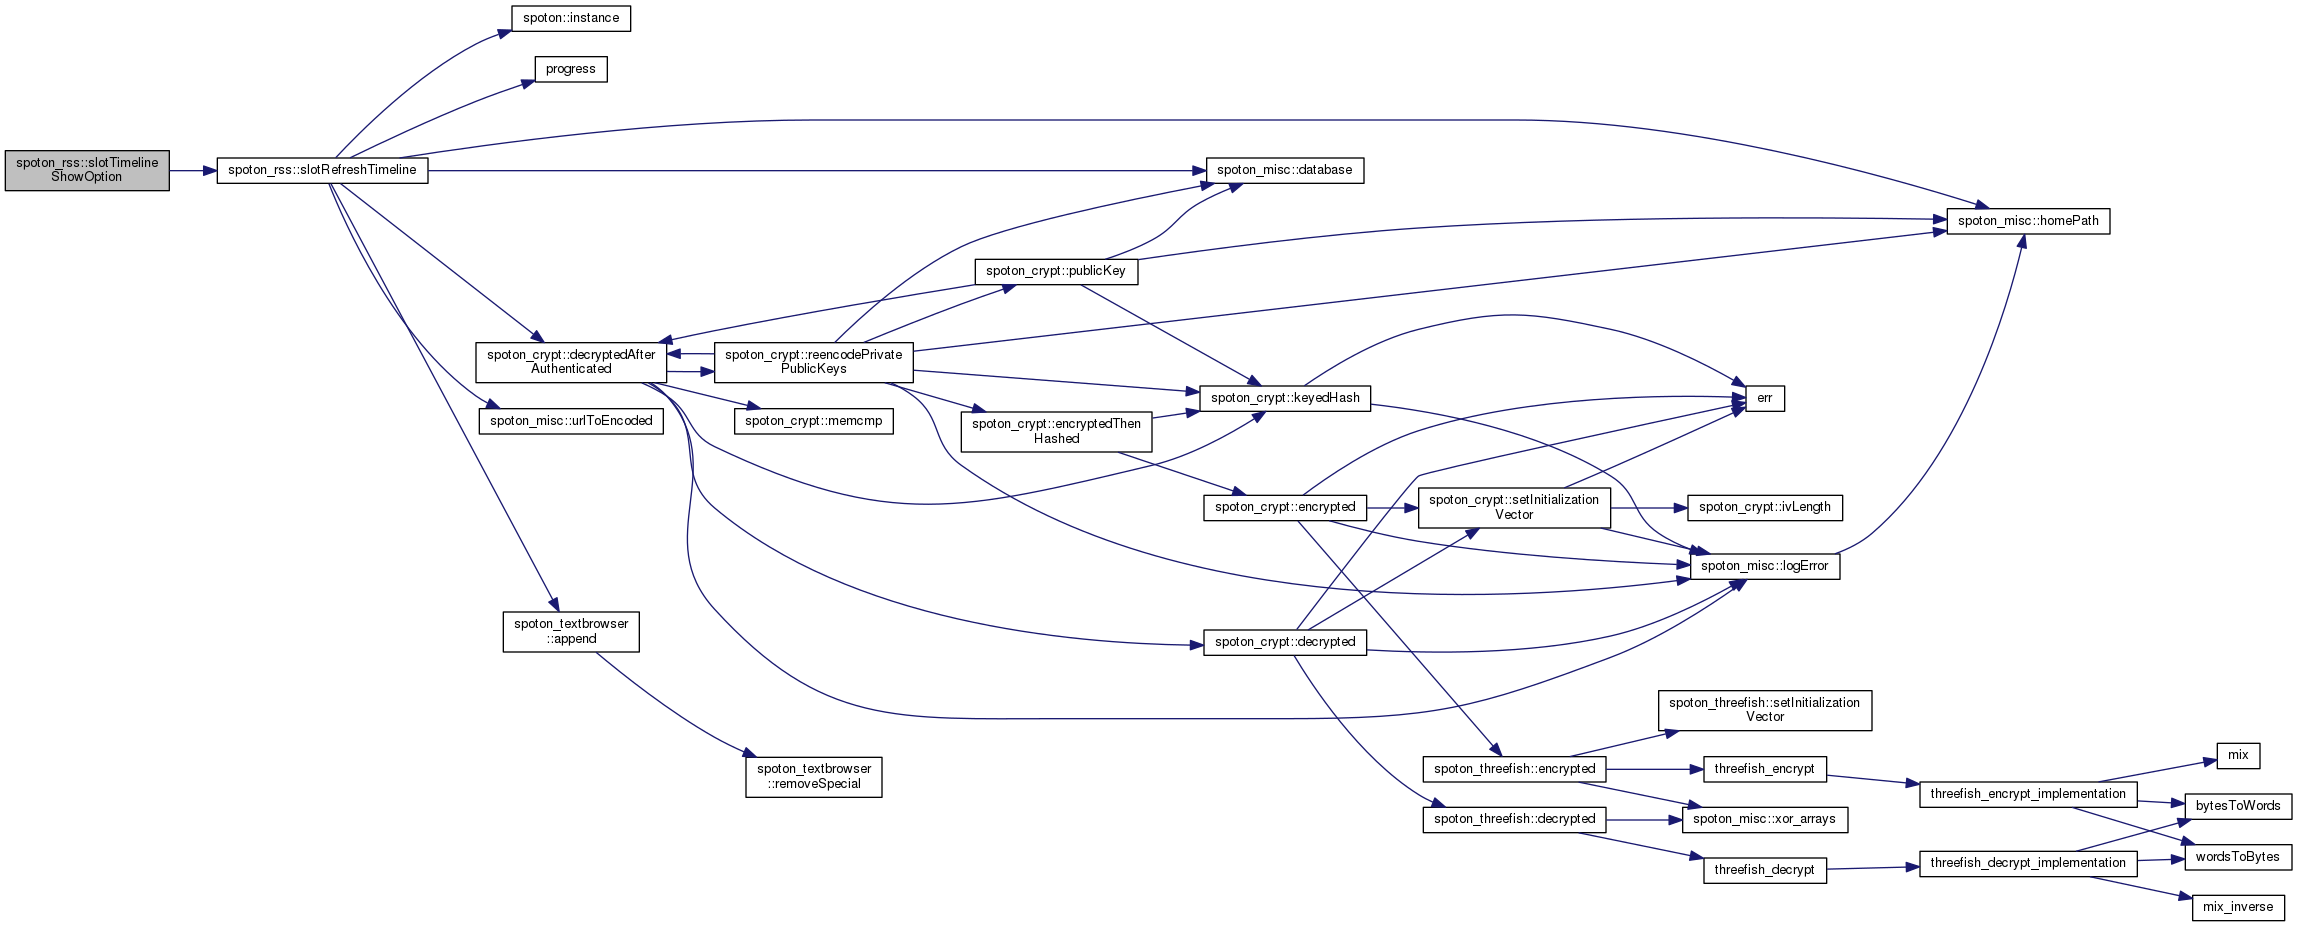 spoton::instance
progress
spoton_rss::slotTimeline
ShowOption
spoton_rss::slotRefreshTimeline
spoton_misc::database
spoton_misc::homePath
spoton_crypt::publicKey
spoton_crypt::decryptedAfter
Authenticated
spoton_crypt::reencodePrivate
PublicKeys
spoton_crypt::keyedHash
err
spoton_misc::urlToEncoded
spoton_crypt::memcmp
spoton_crypt::encryptedThen
Hashed
spoton_crypt::encrypted
spoton_crypt::setInitialization
Vector
spoton_crypt::ivLength
spoton_misc::logError
spoton_textbrowser
::append
spoton_crypt::decrypted
spoton_threefish::setInitialization
Vector
spoton_textbrowser
::removeSpecial
spoton_threefish::encrypted
threefish_encrypt
threefish_encrypt_implementation
mix
bytesToWords
spoton_threefish::decrypted
spoton_misc::xor_arrays
threefish_decrypt
threefish_decrypt_implementation
wordsToBytes
mix_inverse